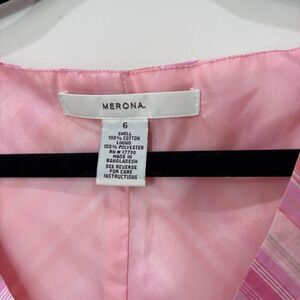 MERONA
6
SHELL
100% COTTON
LINING
100% POLYESTER
RN# 17730
MADE IN
BANGLADESH
SEE REVERSE
FOR CARE
INSTRUCTIONS